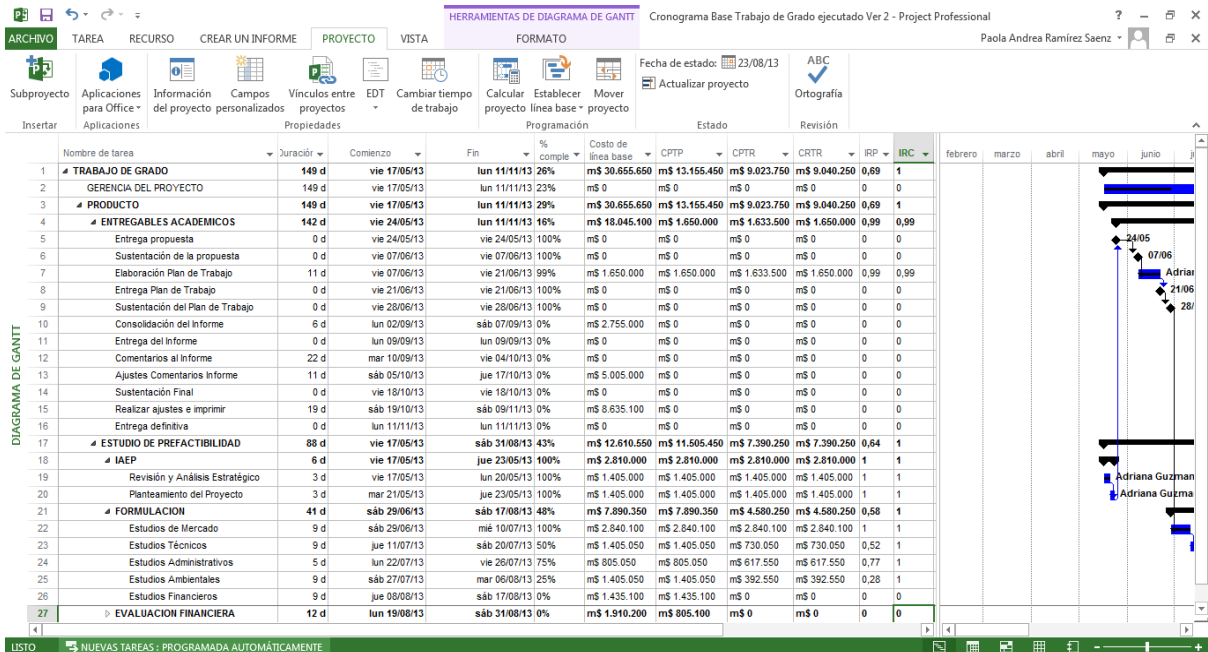 HERRAMIENTAS DE DIAGRAMA DE GANTT Cronograma Base Trabajo de Grado ejecutado Ver 2 - Project Professional
ARCHIVO TAREA RECURSO CREAR UN INFORME PROYECTO VISTA FORMATO Paola Andrea Ramírez Saenz
Subproyecto
Aplicaciones para Office
Información del proyecto
Campos personalizados
Vínculos entre proyectos
EDT
Cambiar tiempo de trabajo
Calcular proyecto
Establecer línea base
Mover proyecto
Fecha de estado: 23/08/13
Actualizar proyecto
ABC
Ortografía
Insertar Aplicaciones Propiedades Programación Estado Revisión
Nombre de tarea Duración Comienzo Fin % comple Costo de línea base CPTP CPTR CRTR IRP IRC febrero marzo abril mayo junio
1 TRABAJO DE GRADO 149 d vie 17/05/13 lun 11/11/13 26% m$ 30.655.650 m$ 13.155.450 m$ 9.023.750 m$ 9.040.250 0,69 1
2 GERENCIA DEL PROYECTO 149 d vie 17/05/13 lun 11/11/13 23% m$ 0 m$ 0 m$ 0 m$ 0 0 0
3 PRODUCTO 149 d vie 17/05/13 lun 11/11/13 29% m$ 30.655.650 m$ 13.155.450 m$ 9.023.750 m$ 9.040.250 0,69 1
4 ENTREGABLES ACADEMICOS 142 d vie 24/05/13 lun 11/11/13 16% m$ 18.045.100 m$ 1.650.000 m$ 1.633.500 m$ 1.650.000 0,99 0,99
5 Entrega propuesta 0 d vie 24/05/13 vie 24/05/13 100% m$ 0 m$ 0 m$ 0 m$ 0 0 0 24/05
6 Sustentación de la propuesta 0 d vie 07/06/13 vie 07/06/13 100% m$ 0 m$ 0 m$ 0 m$ 0 0 0 07/06
7 Elaboración Plan de Trabajo 11 d vie 07/06/13 vie 21/06/13 99% m$ 1.650.000 m$ 1.650.000 m$ 1.633.500 m$ 1.650.000 0,99 0,99 Adriar
8 Entrega Plan de Trabajo 0 d vie 21/06/13 vie 21/06/13 100% m$ 0 m$ 0 m$ 0 m$ 0 0 0 21/06
9 Sustentación del Plan de Trabajo 0 d vie 28/06/13 vie 28/06/13 100% m$ 0 m$ 0 m$ 0 m$ 0 0 0 28/
10 Consolidación del Informe 6 d lun 02/09/13 sáb 07/09/13 0% m$ 2.755.000 m$ 0 m$ 0 m$ 0 0 0
11 Entrega del Informe 0 d lun 09/09/13 lun 09/09/13 0% m$ 0 m$ 0 m$ 0 m$ 0 0 0
12 Comentarios al Informe 22 d mar 10/09/13 vie 04/10/13 0% m$ 0 m$ 0 m$ 0 m$ 0 0 0
13 Ajustes Comentarios Informe 11 d sáb 05/10/13 jue 17/10/13 0% m$ 5.005.000 m$ 0 m$ 0 m$ 0 0 0
14 Sustentación Final 0 d vie 18/10/13 vie 18/10/13 0% m$ 0 m$ 0 m$ 0 m$ 0 0 0
15 Realizar ajustes e imprimir 19 d sáb 19/10/13 sáb 09/11/13 0% m$ 8.635.100 m$ 0 m$ 0 m$ 0 0 0
16 Entrega definitiva 0 d lun 11/11/13 lun 11/11/13 0% m$ 0 m$ 0 m$ 0 m$ 0 0 0
17 ESTUDIO DE PREFACTIBILIDAD 88 d vie 17/05/13 sáb 31/08/13 43% m$ 12.610.550 m$ 11.505.450 m$ 7.390.250 m$ 7.390.250 0,64 1
18 IAEP 6 d vie 17/05/13 jue 23/05/13 100% m$ 2.810.000 m$ 2.810.000 m$ 2.810.000 m$ 2.810.000 1 1
19 Revisión y Análisis Estratégico 3 d vie 17/05/13 lun 20/05/13 100% m$ 1.405.000 m$ 1.405.000 m$ 1.405.000 m$ 1.405.000 1 1 Adriana Guzman
20 Planteamiento del Proyecto 3 d mar 21/05/13 jue 23/05/13 100% m$ 1.405.000 m$ 1.405.000 m$ 1.405.000 m$ 1.405.000 1 1 Adriana Guzma
21 FORMULACION 41 d sáb 29/06/13 sáb 17/08/13 48% m$ 7.890.350 m$ 7.890.350 m$ 4.580.250 m$ 4.580.250 0,58 1
22 Estudios de Mercado 9 d sáb 29/06/13 mié 10/07/13 100% m$ 2.840.100 m$ 2.840.100 m$ 2.840.100 m$ 2.840.100 1 1
23 Estudios Técnicos 9 d jue 11/07/13 sáb 20/07/13 50% m$ 1.405.050 m$ 1.405.050 m$ 730.050 m$ 730.050 0,52 1
24 Estudios Administrativos 5 d lun 22/07/13 vie 26/07/13 75% m$ 805.050 m$ 805.050 m$ 617.550 m$ 617.550 0,77 1
25 Estudios Ambientales 9 d sáb 27/07/13 mar 06/08/13 25% m$ 1.405.050 m$ 1.405.050 m$ 392.550 m$ 392.550 0,28 1
26 Estudios Financieros 9 d jue 08/08/13 sáb 17/08/13 0% m$ 1.435.100 m$ 1.435.100 m$ 0 m$ 0 0 0
27 EVALUACION FINANCIERA 12 d lun 19/08/13 sáb 31/08/13 0% m$ 1.910.200 m$ 805.100 m$ 0 m$ 0 0 0
DIAGRAMA DE GANTT
LISTO NUEVAS TAREAS : PROGRAMADA AUTOMÁTICAMENTE